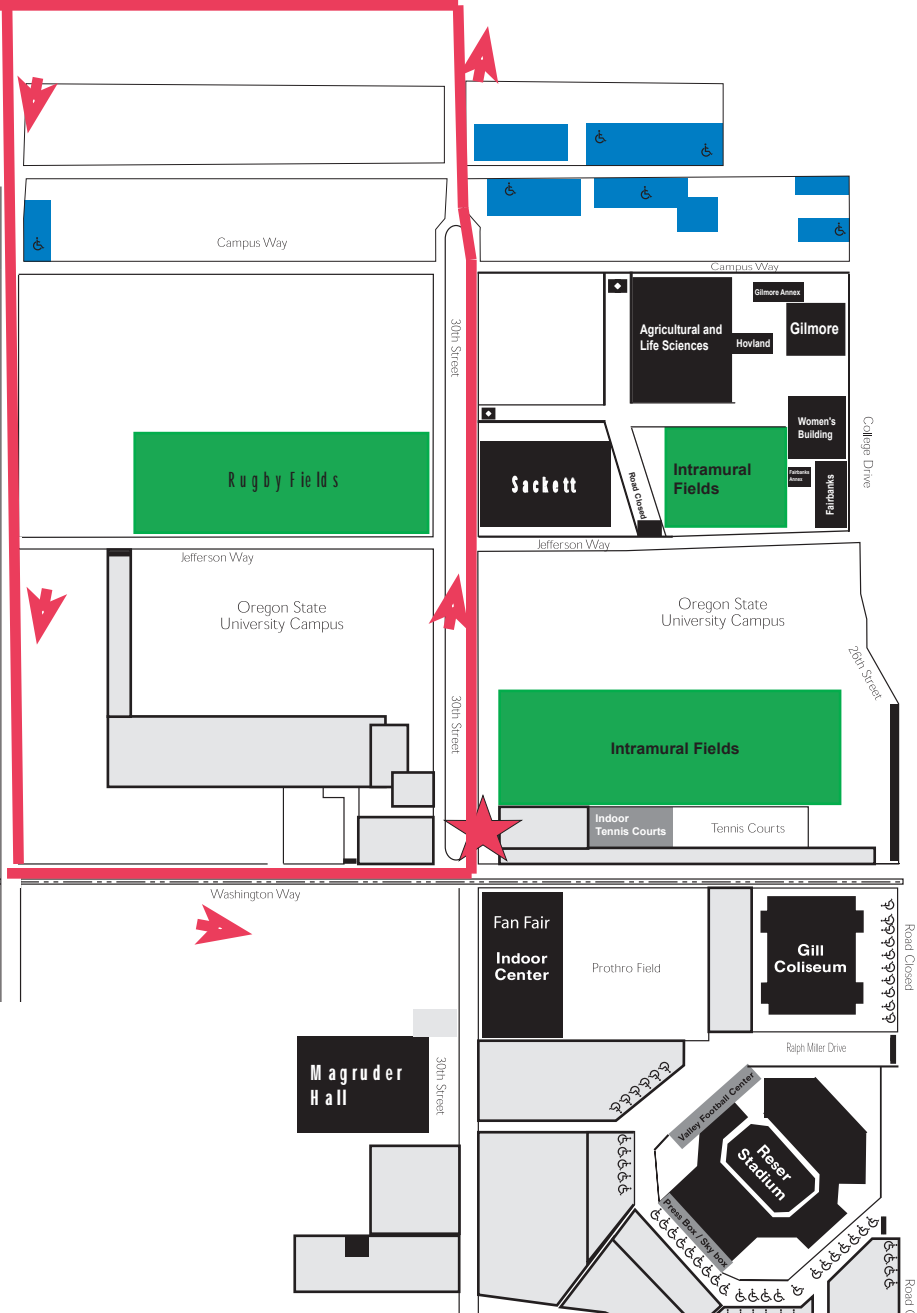 Campus Way
Campus Way
30th Street
Agricultural and
Life Sciences
Gilmore Annex
Gilmore
Hovland
Women's
Building
College Drive
Rugby Fields
Sackett
Road Closed
Intramural
Fields
Fairbanks
Annex
Fairbanks
Jefferson Way
Jefferson Way
Oregon State
University Campus
Oregon State
University Campus
26th Street
30th Street
Intramural Fields
Indoor
Tennis Courts
Tennis Courts
Washington Way
Fan Fair
Indoor
Center
Prothro Field
Gill
Coliseum
Road Closed
Ralph Miller Drive
Magruder
Hall
30th Street
Valley Football Center
Reser
Stadium
Press Box / Sky box
Road